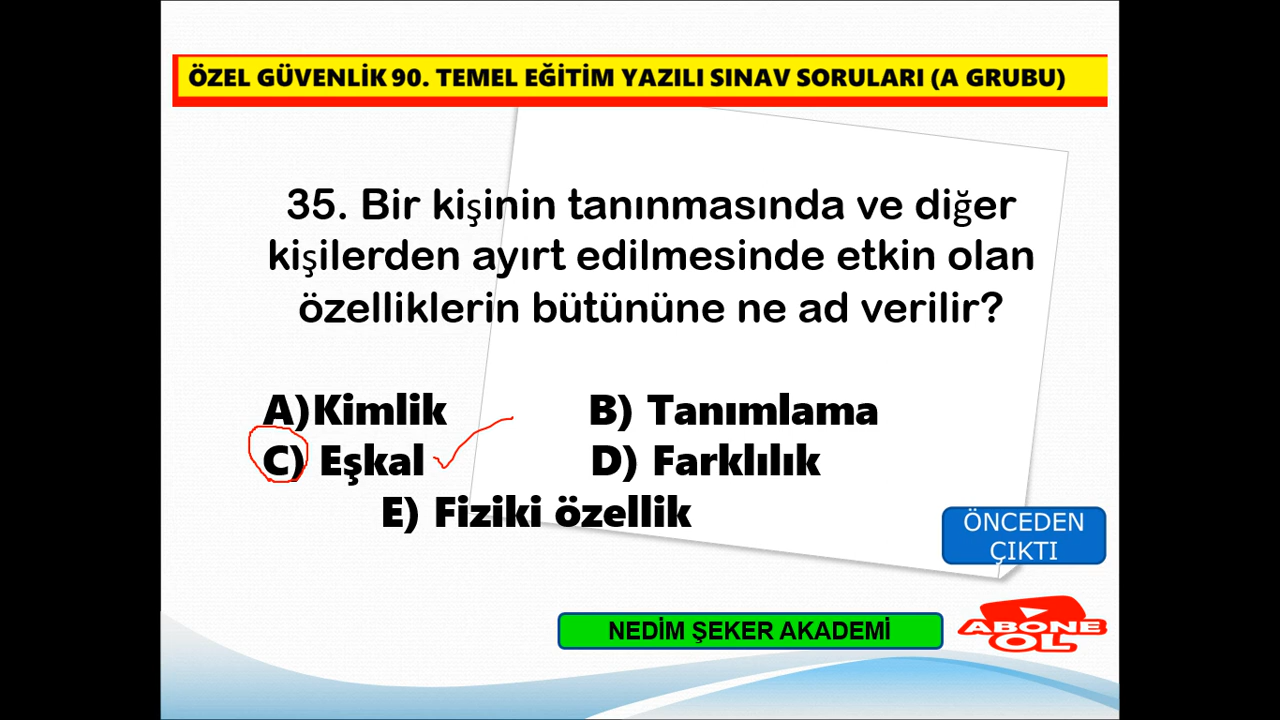 ÖZEL GÜVENLİK 90. TEMEL EĞİTİM YAZILI SINAV SORULARI (A GRUBU)
35. Bir kişinin tanınmasında ve diğer
kişilerden ayırt edilmesinde etkin olan
özelliklerin bütününe ne ad verilir?
A)Kimlik B) Tanımlama
C) Eşkal D) Farklılık
E) Fiziki özellik
ÖNCEDEN
ÇIKTI
NEDİM ŞEKER AKADEMİ
ABONE
OL